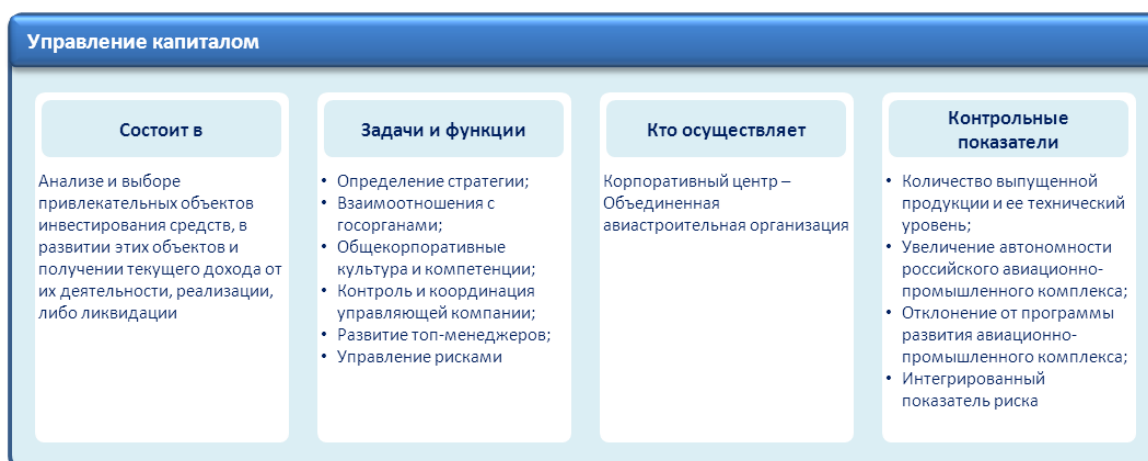 Управление капиталом
Состоит в
Анализе и выборе
привлекательных объектов
инвестирования средств, в
развитии этих объектов и
получении текущего дохода от
их деятельности, реализации,
либо ликвидации
Задачи и функции
• Определение стратегии;
• Взаимоотношения с
госорганами;
• Общекорпоративные
культура и компетенции;
• Контроль и координация
управляющей компании;
• Развитие топ-менеджеров;
• Управление рисками
Кто осуществляет
Корпоративный центр –
Объединенная
авиастроительная организация
Контрольные
показатели
• Количество выпущенной
продукции и ее технический
уровень;
• Увеличение автономности
российского авиационно-
промышленного комплекса;
• Отклонение от программы
развития авиационно-
промышленного комплекса;
• Интегрированный
показатель риска